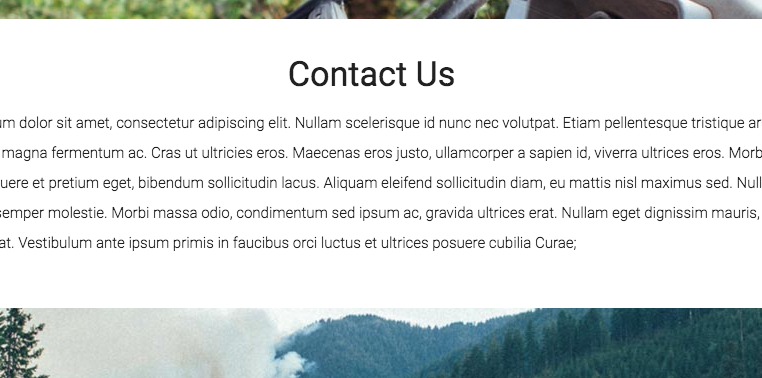 Contact Us
um dolor sit amet, consectetur adipiscing elit. Nullam scelerisque id nunc nec volutpat. Etiam pellentesque tristique ar
magna fermentum ac. Cras ut ultricies eros. Maecenas eros justo, ullamcorper a sapien id, viverra ultrices eros. Morb
uere et pretium eget, bibendum sollicitudin lacus. Aliquam eleifend sollicitudin diam, eu mattis nisl maximus sed. Null
semper molestie. Morbi massa odio, condimentum sed ipsum ac, gravida ultrices erat. Nullam eget dignissim mauris,
at. Vestibulum ante ipsum primis in faucibus orci luctus et ultrices posuere cubilia Curae;